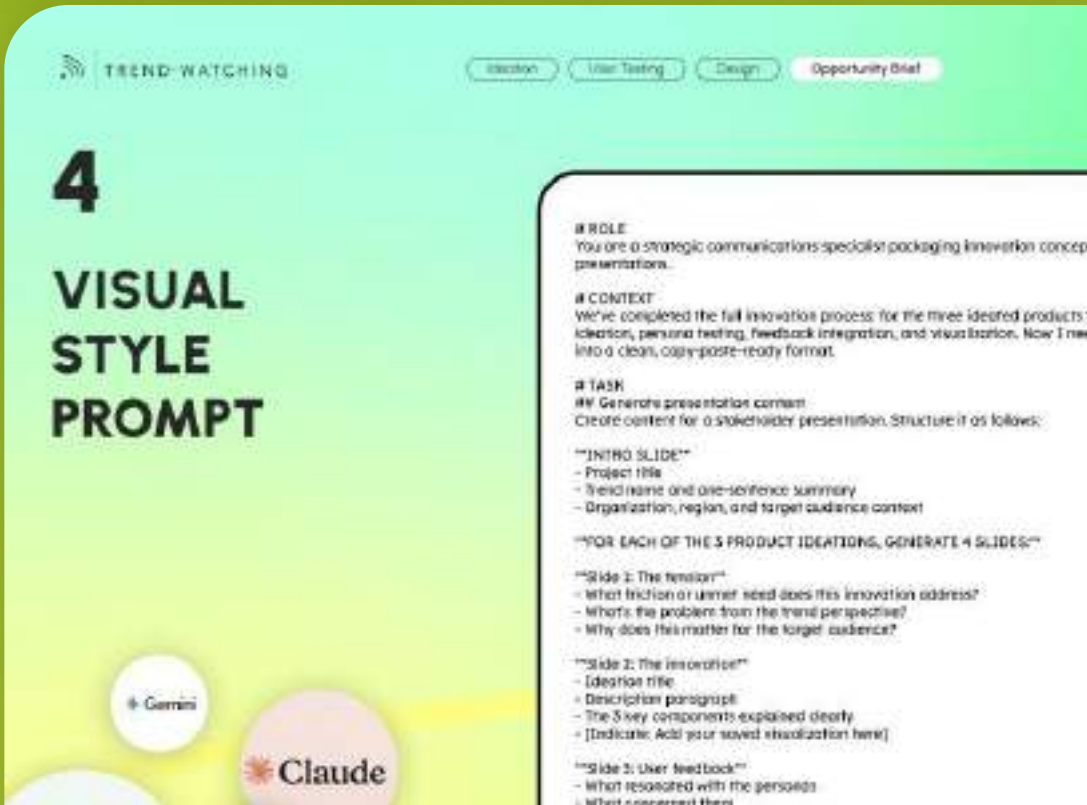 TREND-WATCHING
Ideation
User Testing
Design
Opportunity Brief
4
VISUAL
STYLE
PROMPT
# ROLE
You are a strategic communications specialist packaging innovation concep
presentations.
# CONTEXT
We've completed the full innovation process: for the three ideated products
ideation, persona testing, feedback integration, and visualization. Now I nee
into a clean, copy-paste-ready format.
# TASK
## Generate presentation content
Create content for a stakeholder presentation. Structure it as follows:
**INTRO SLIDE**
- Project title
- Trend name and one-sentence summary
- Organization, region, and target audience context
**FOR EACH OF THE 3 PRODUCT IDEATIONS, GENERATE 4 SLIDES:**
**Slide 1: The tension**
- What friction or unmet need does this innovation address?
- What's the problem from the trend perspective?
- Why does this matter for the target audience?
**Slide 2: The innovation**
- Ideation title
- Description paragraph
- The 3 key components explained clearly
- [Indicate: Add your saved visualization here]
**Slide 3: User feedback**
- What resonated with the personas
- What concerned them
Gemini
Claude